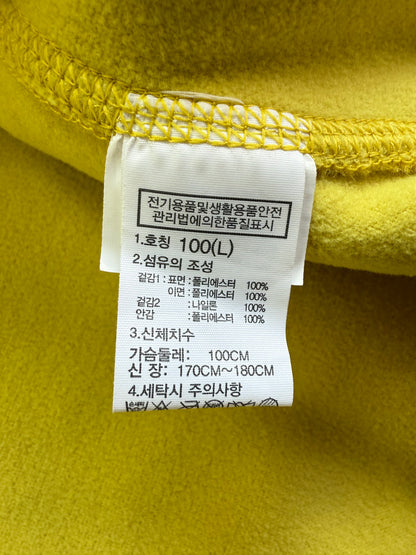 전기용품및생활용품안전
관리법에의한품질표시
1.호칭 100(L)
2.섬유의 조성
겉감1 : 표면 : 폴리에스터 100%
이면 : 폴리에스터 100%
겉감2 : 나일론 100%
안감 : 폴리에스터 100%
3.신체치수
가슴둘레: 100CM
신 장: 170CM~180CM
4.세탁시 주의사항